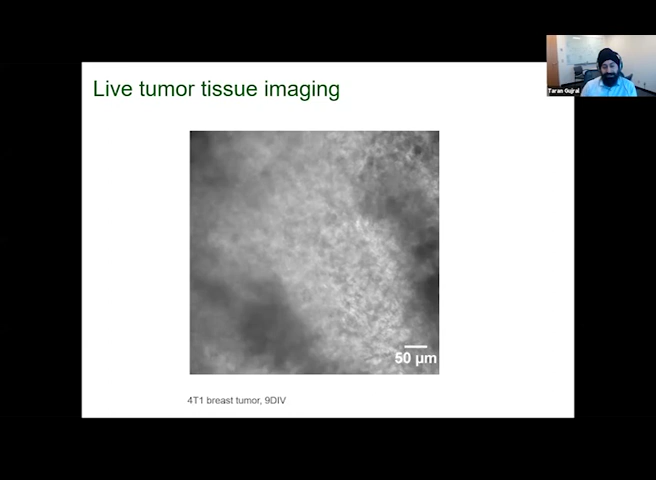 Live tumor tissue imaging
Taran Gujral
50 µm
4T1 breast tumor, 9DIV